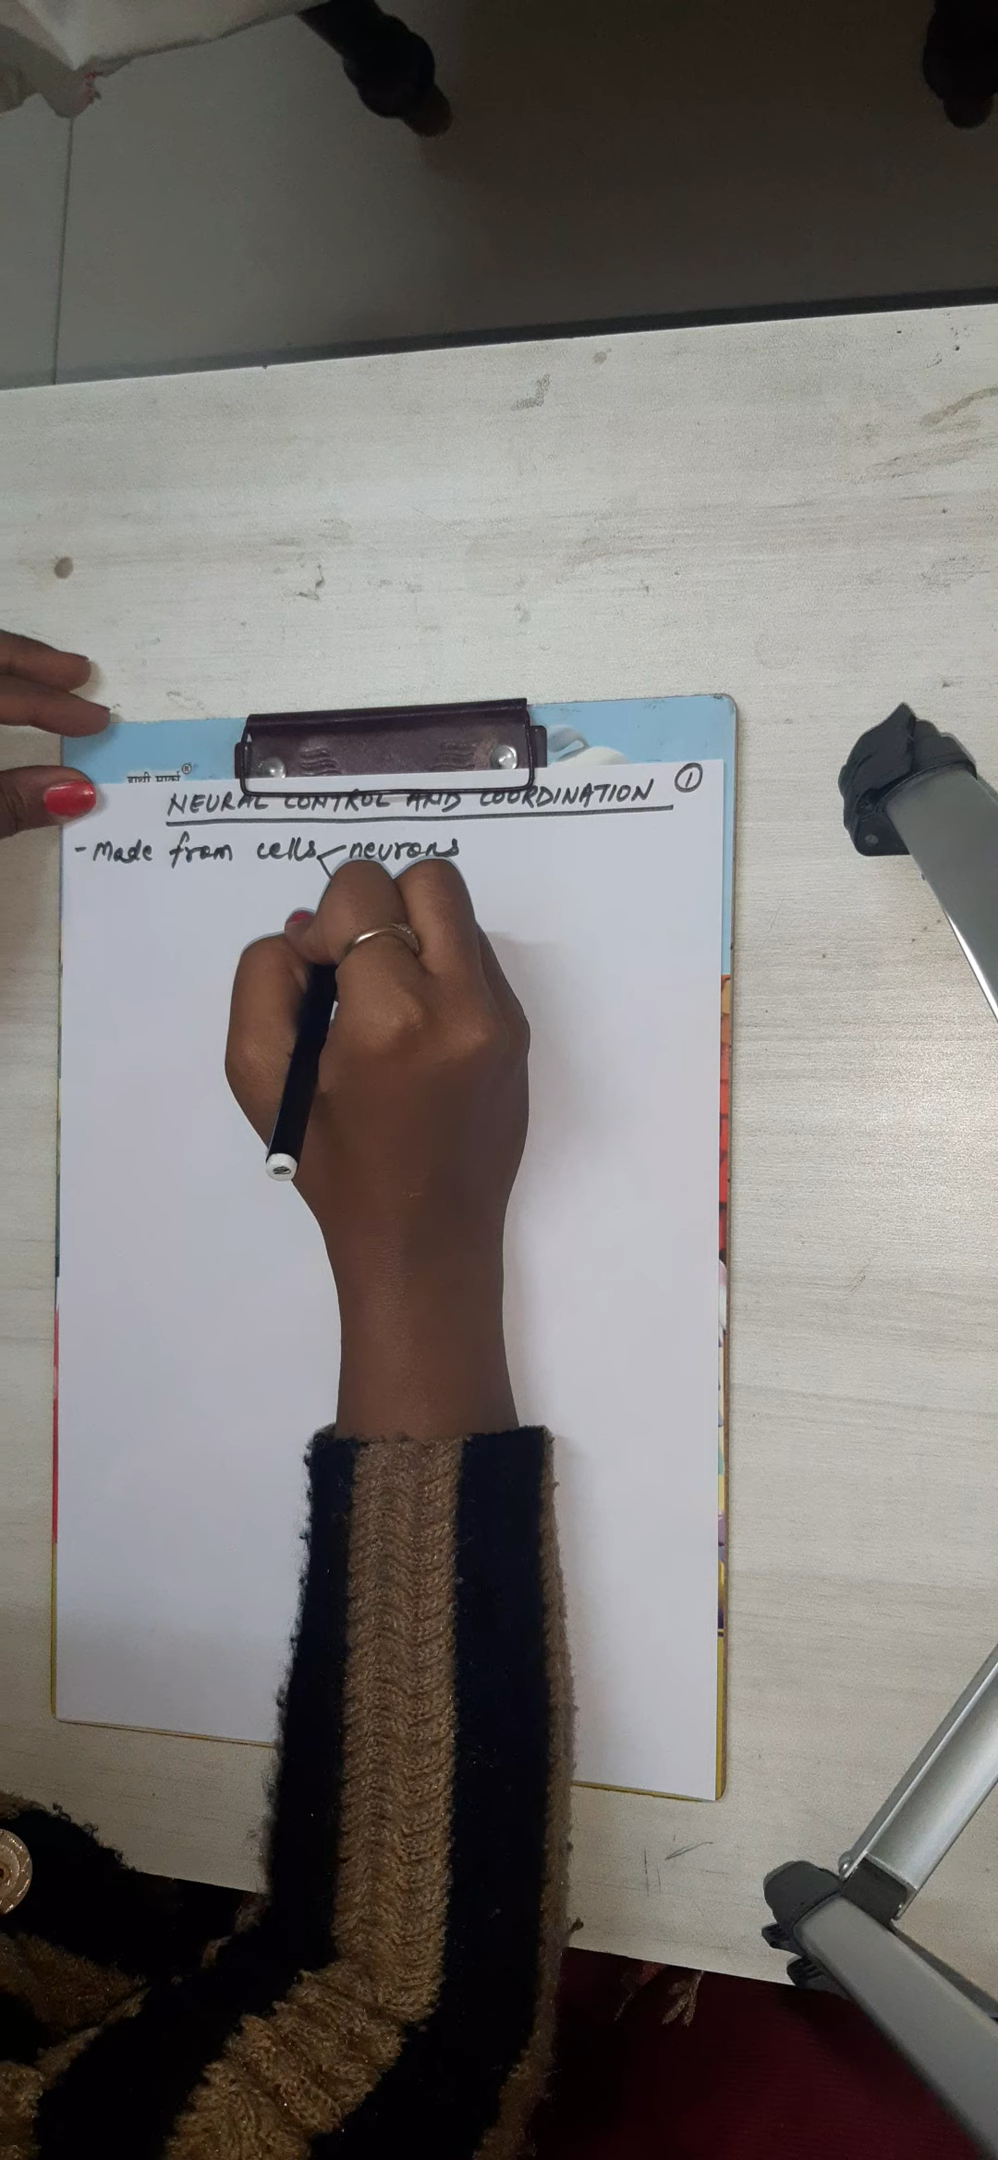 हाथी मार्का ®
NEURAL CONTROL AND COORDINATION ①
- Made from cells neurons